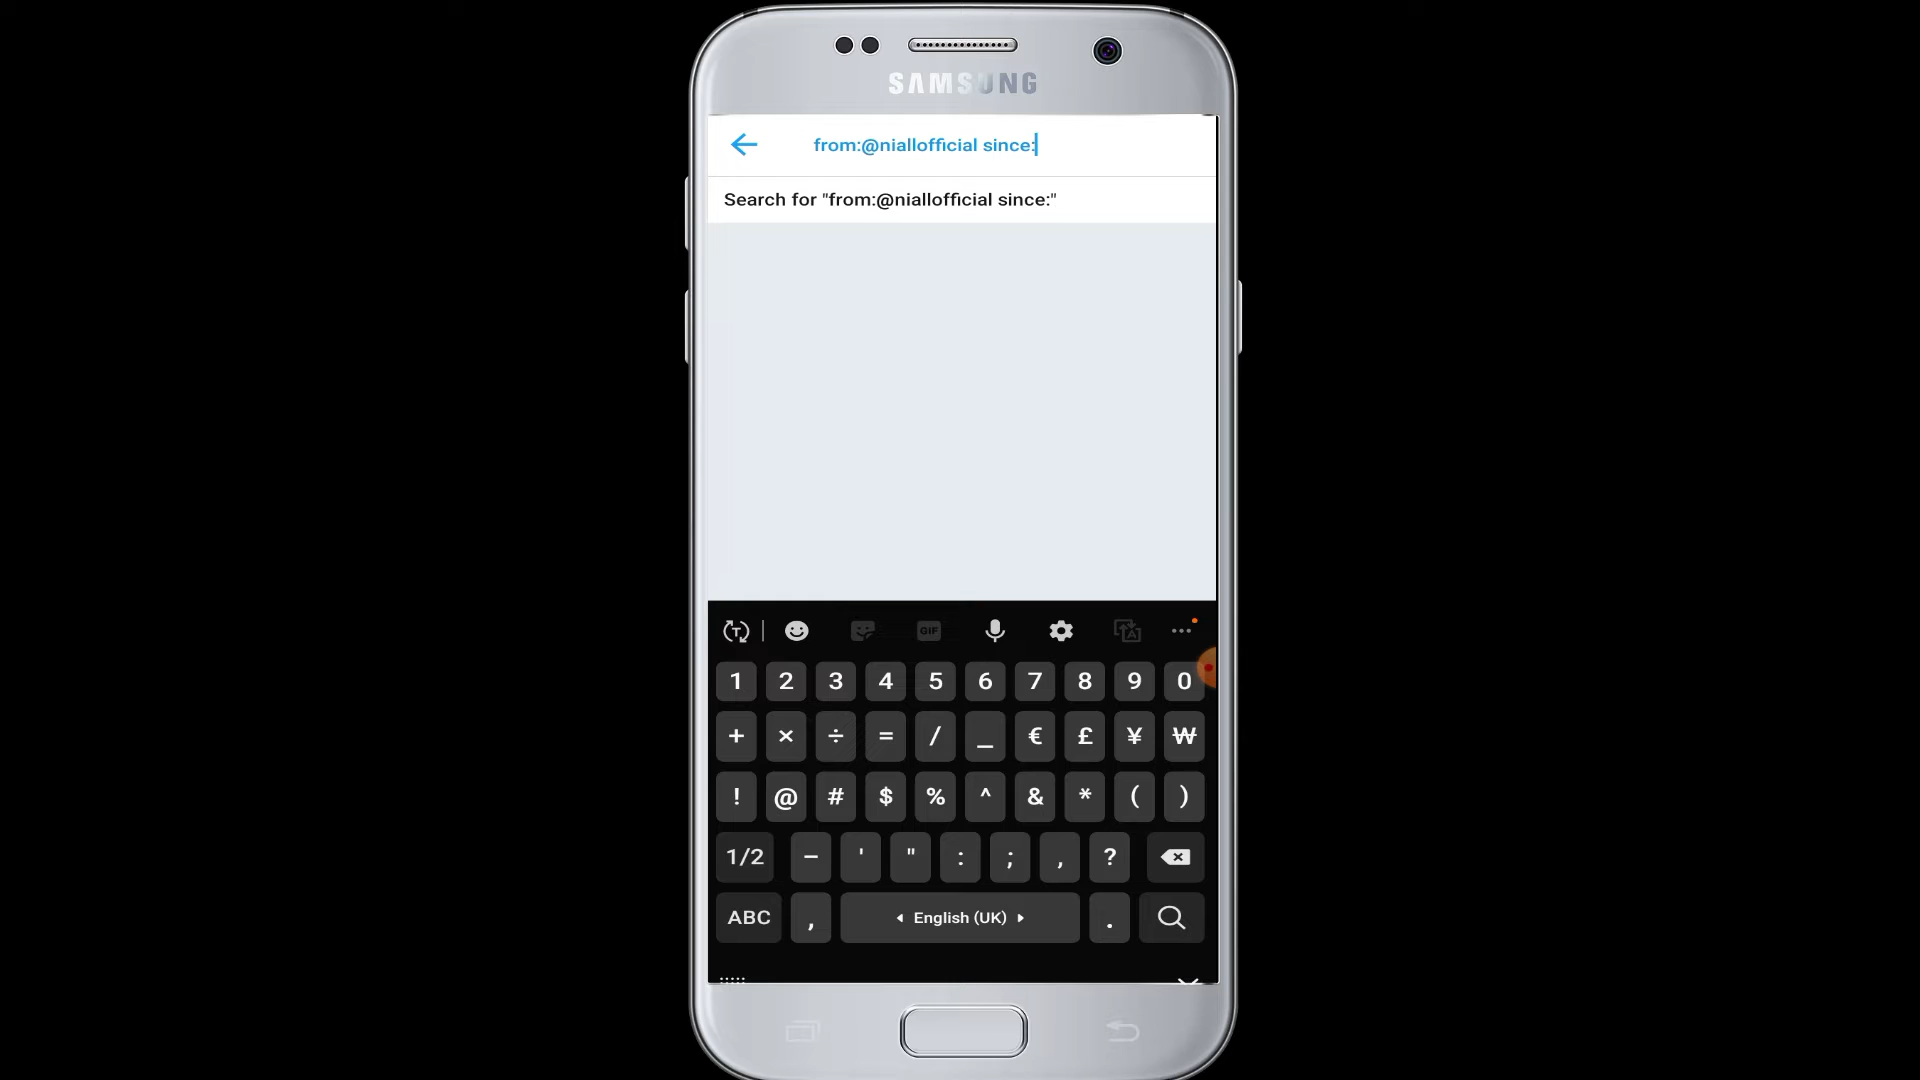 SAMSUNG
from:@niallofficial since:
Search for "from:@niallofficial since:"
T GIF A ...
1 2 3 4 5 6 7 8 9 0
+ × ÷ = / _ € £ ¥ ₩
! @ # $ % ^ & * ( )
1/2 – ' " : ; , ?
ABC , English (UK) .